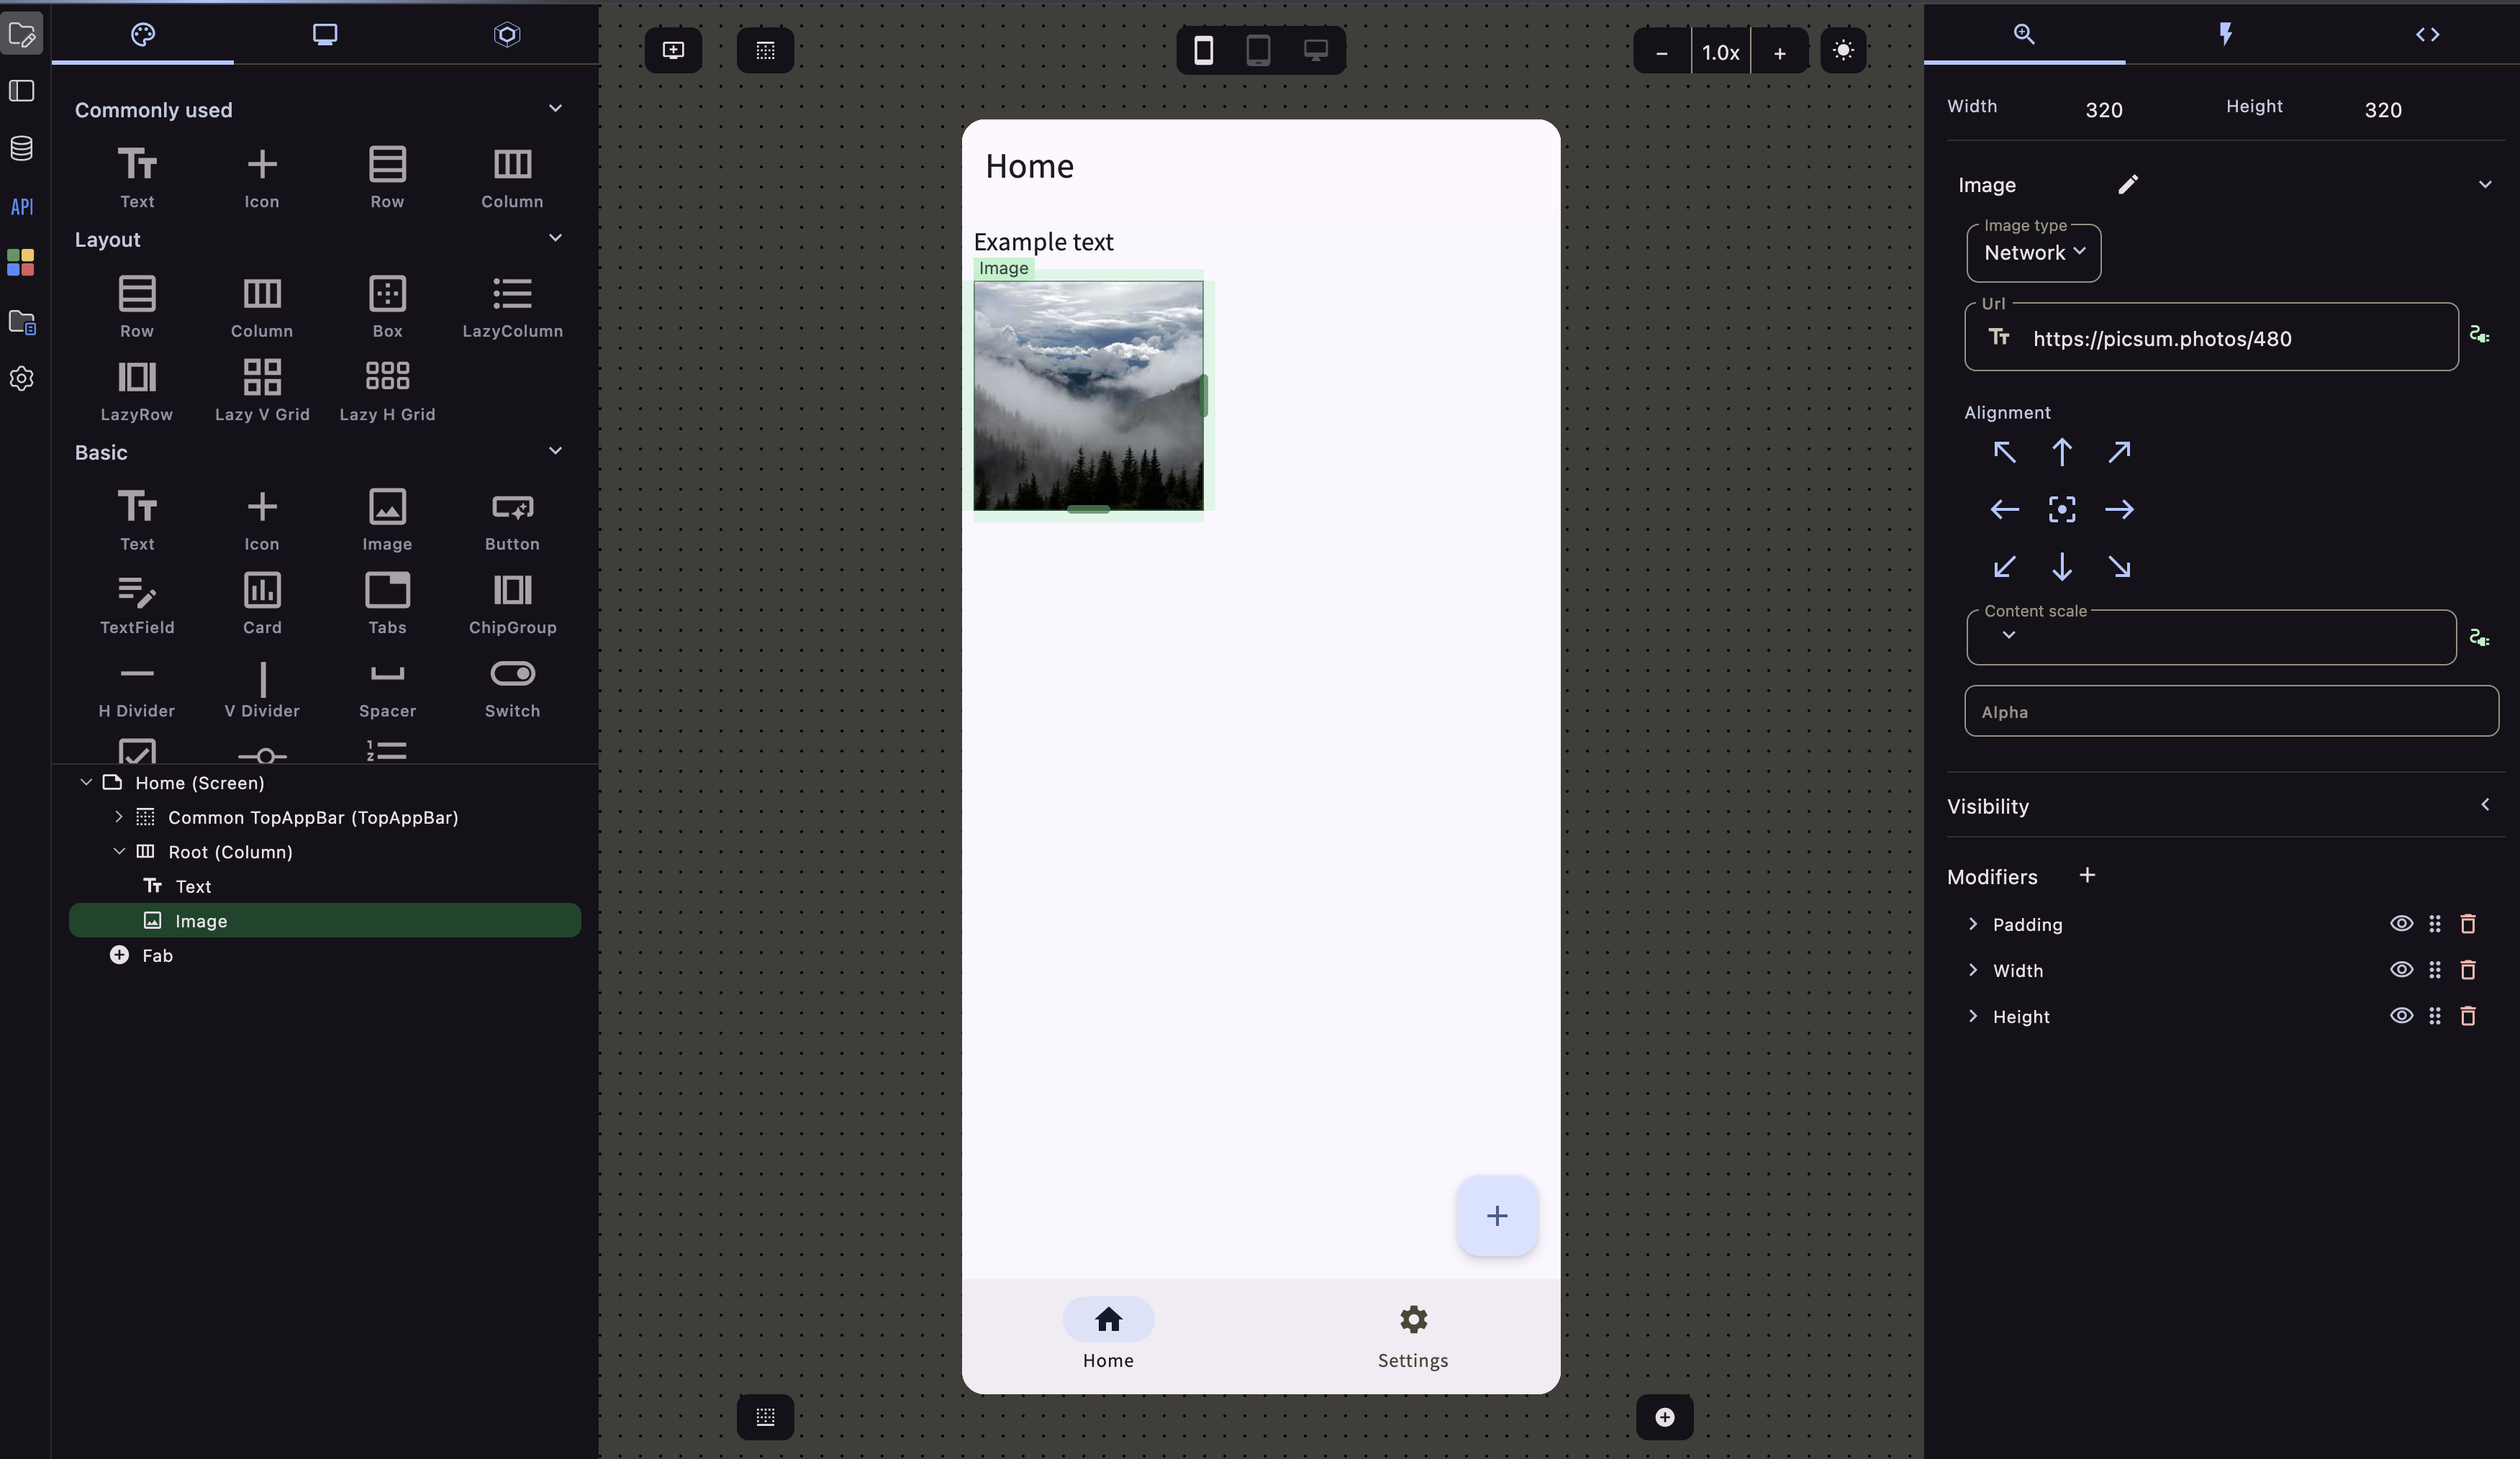 API
Commonly used
Text
Icon
Row
Column
Layout
Row
Column
Box
LazyColumn
LazyRow
Lazy V Grid
Lazy H Grid
Basic
Text
Icon
Image
Button
TextField
Card
Tabs
ChipGroup
H Divider
V Divider
Spacer
Switch
Home (Screen)
Common TopAppBar (TopAppBar)
Root (Column)
Text
Image
Fab
1.0x
Home
Example text
Image
Home
Settings
Width
320
Height
320
Image
Image type
Network
Url
https://picsum.photos/480
Alignment
Content scale
Alpha
Visibility
Modifiers
Padding
Width
Height